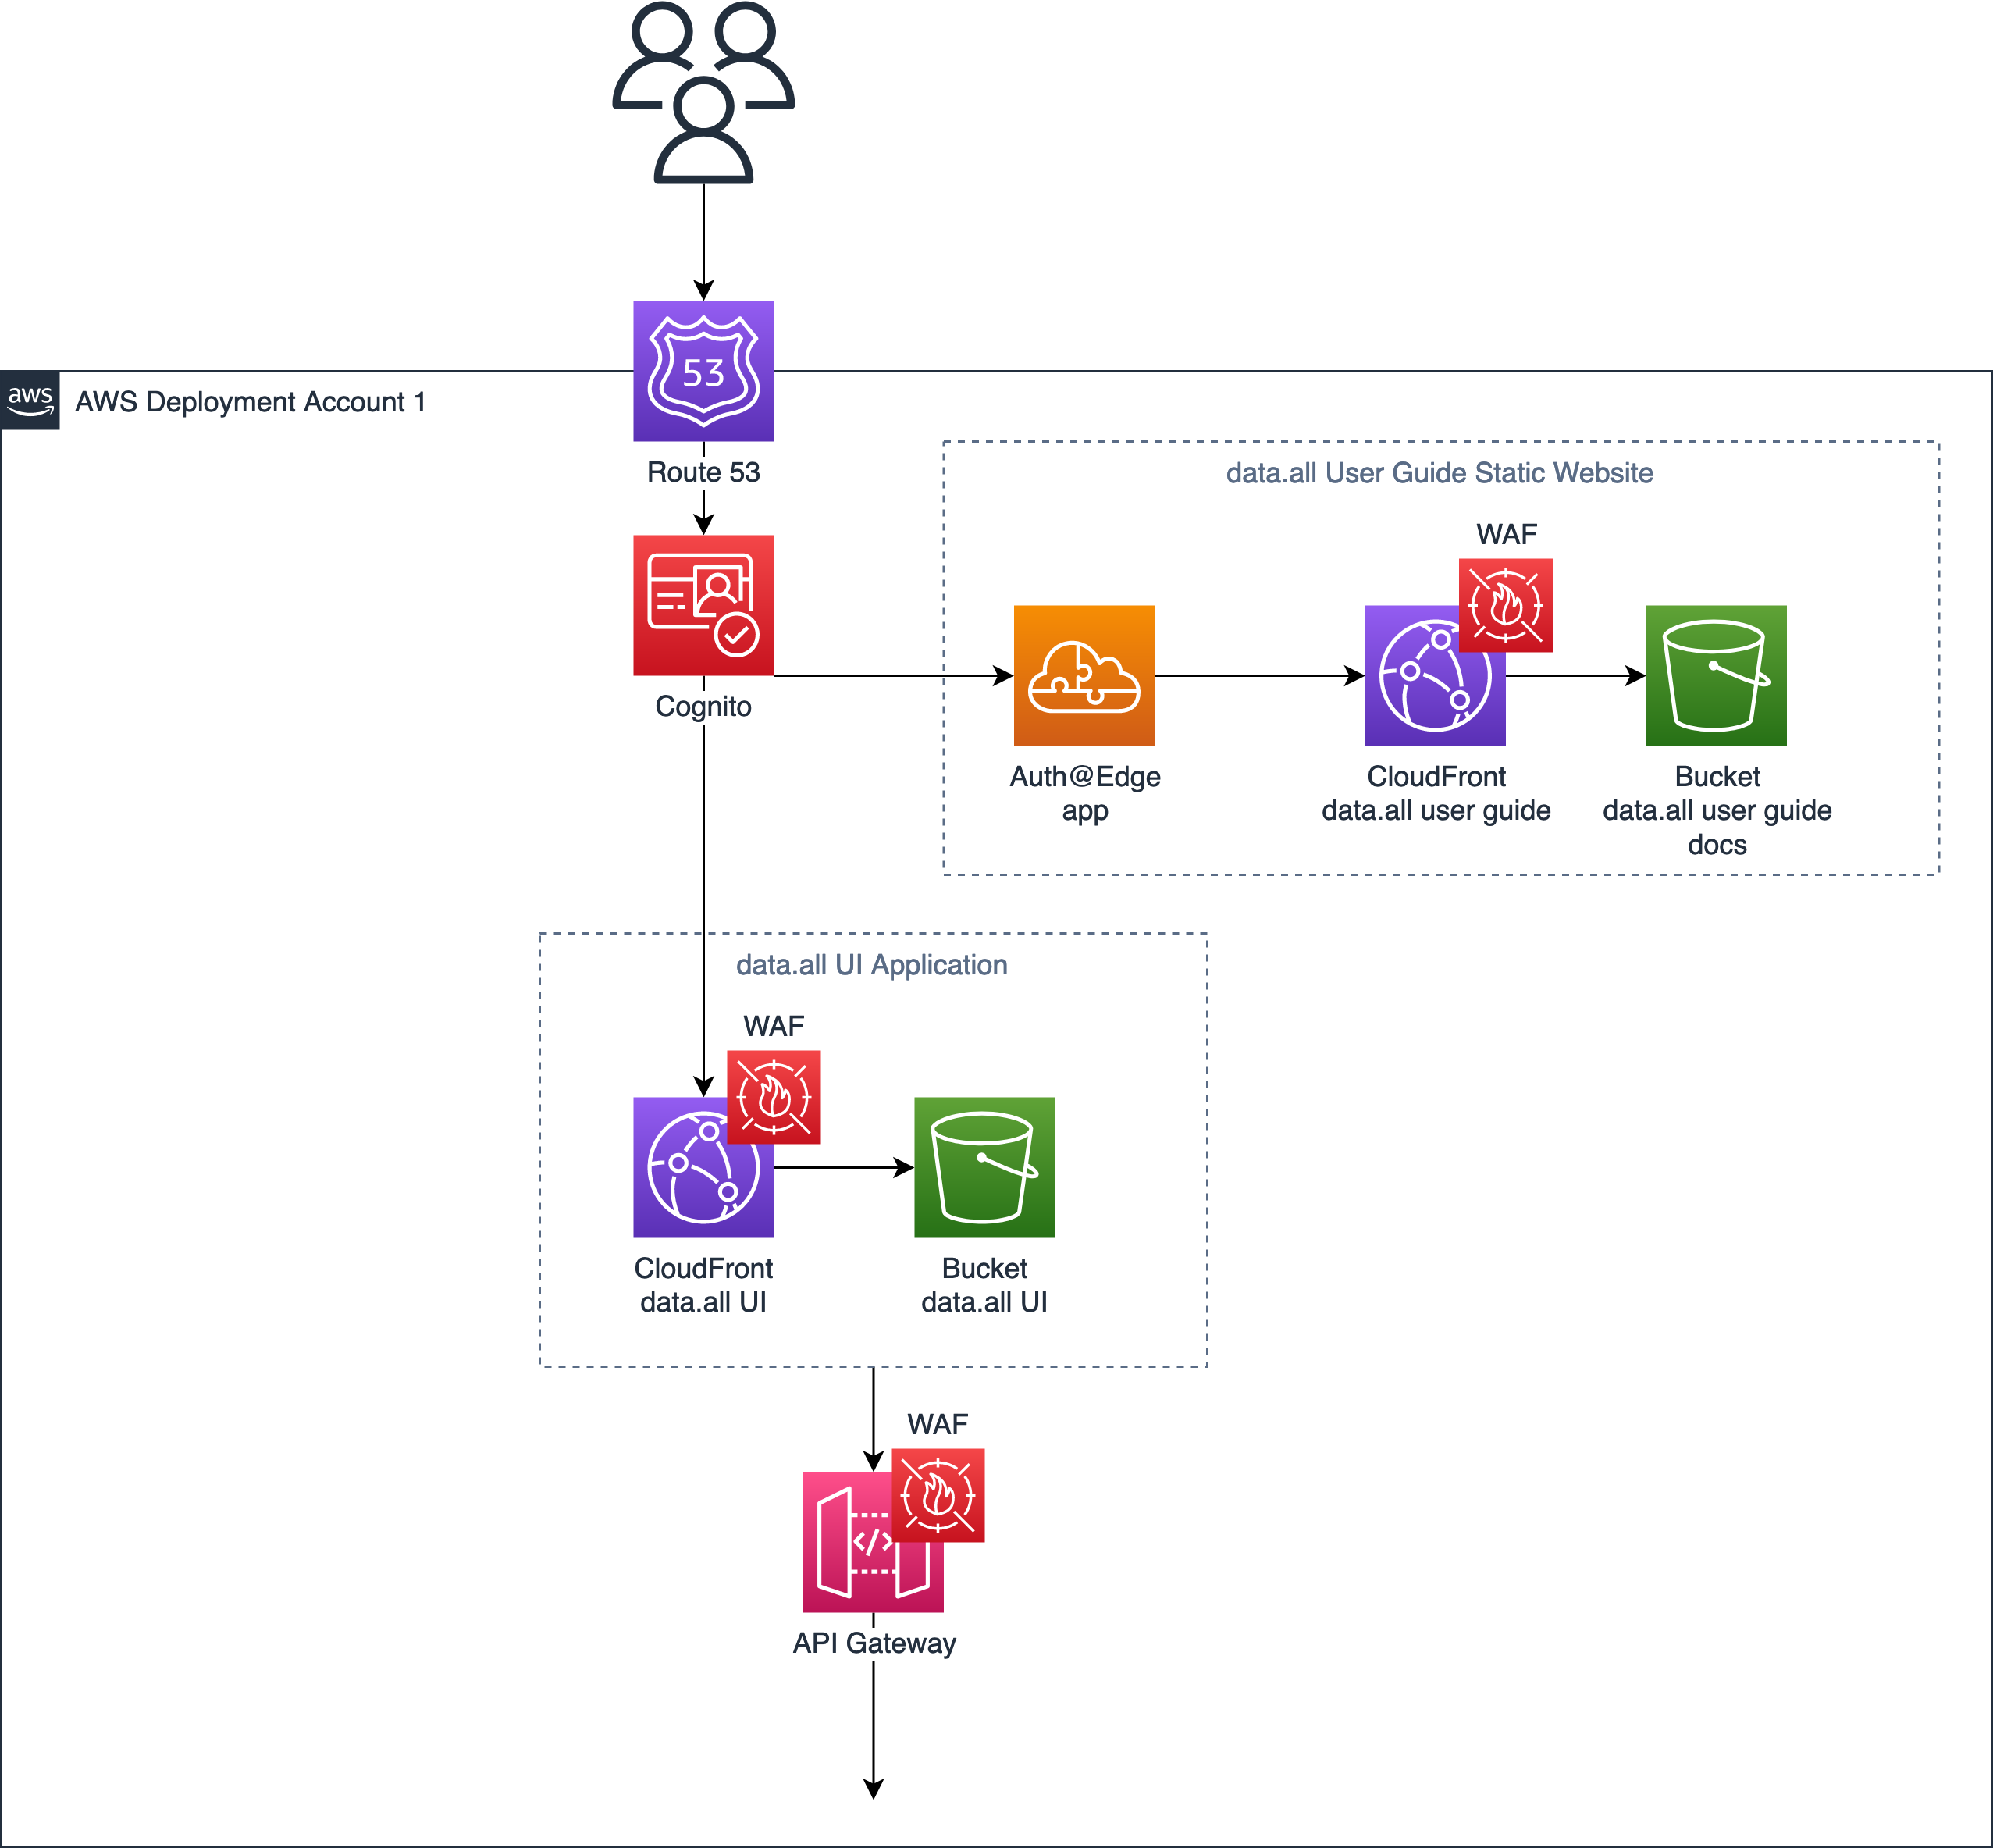 53
aws
AWS Deployment Account 1
Route 53
data.all User Guide Static Website
WAF
Cognito
Auth@Edge
app
CloudFront
data.all user guide
Bucket
data.all user guide
docs
data.all UI Application
WAF
CloudFront
data.all UI
Bucket
data.all UI
WAF
</>
API Gateway